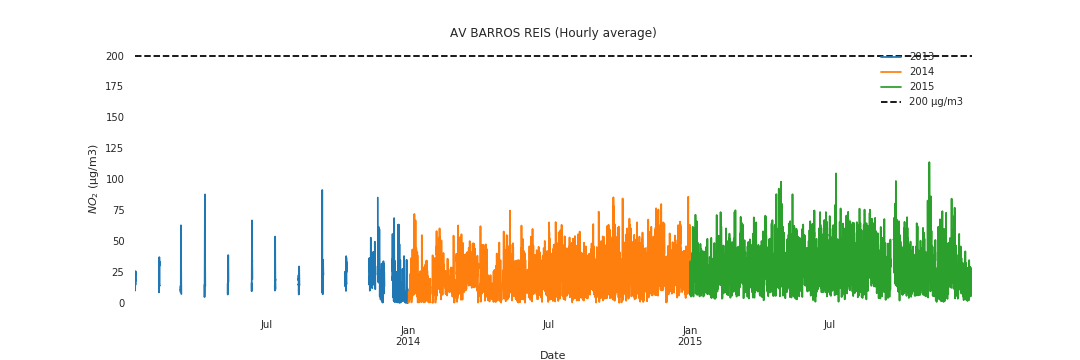 AV BARROS REIS (Hourly average)
200
175
150
125
100
75
50
25
0
NO2 (µg/m3)
2013
2014
2015
200 µg/m3
Jul
Jan
2014
Jul
Jan
2015
Jul
Date